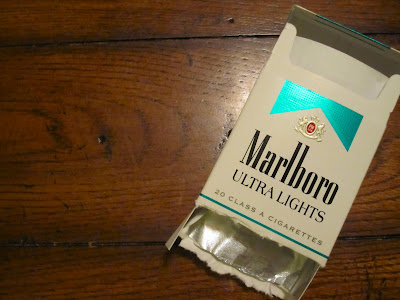 Marlboro
ULTRA LIGHTS
20 CLASS A CIGARETTES